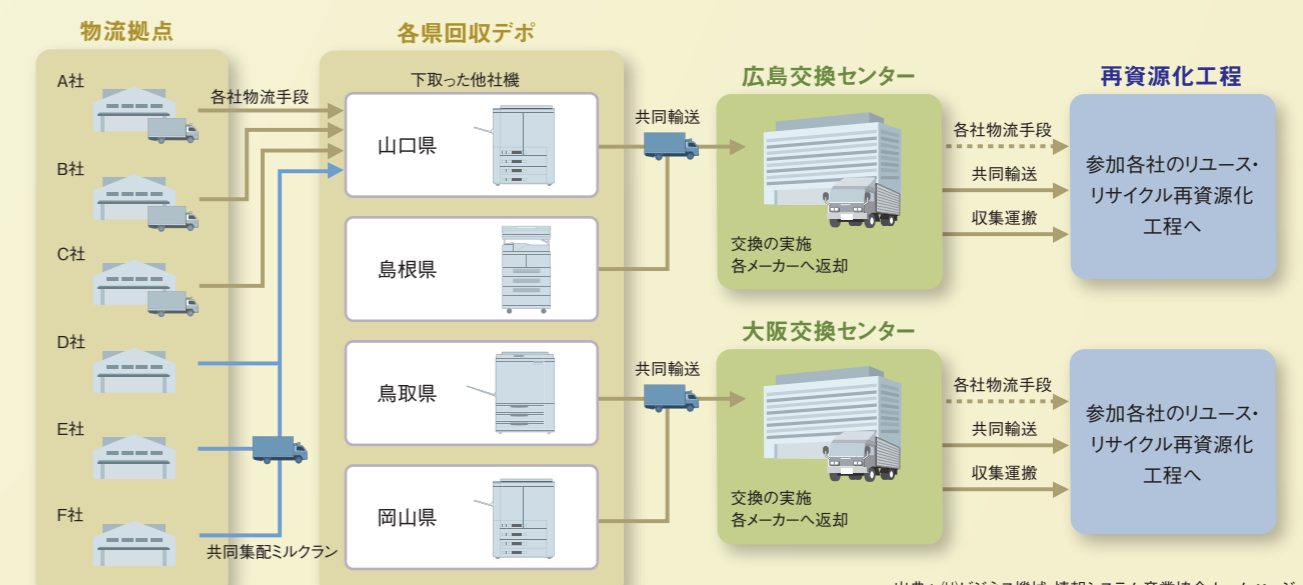 物流拠点
A社
B社
C社
D社
E社
F社
各社物流手段
共同集配ミルクラン
各県回収デポ
下取った他社機
山口県
島根県
鳥取県
岡山県
共同輸送
広島交換センター
交換の実施
各メーカーへ返却
各社物流手段
共同輸送
収集運搬
再資源化工程
参加各社のリユース・
リサイクル再資源化
工程へ
共同輸送
大阪交換センター
交換の実施
各メーカーへ返却
各社物流手段
共同輸送
収集運搬
参加各社のリユース・
リサイクル再資源化
工程へ